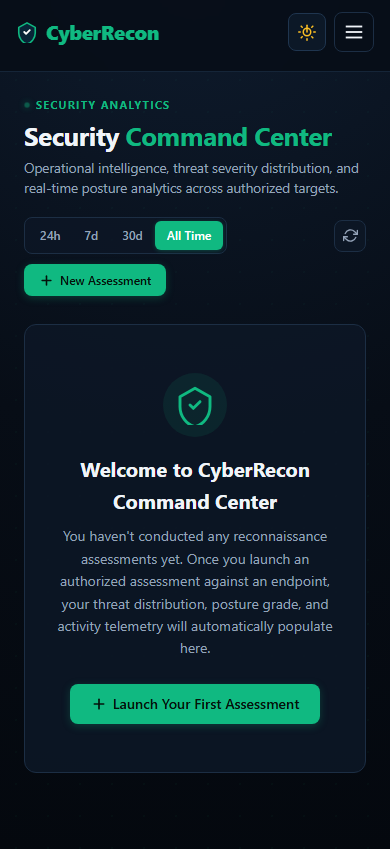 CyberRecon
SECURITY ANALYTICS
Security Command Center
Operational intelligence, threat severity distribution, and
real-time posture analytics across authorized targets.
24h 7d 30d All Time
New Assessment
Welcome to CyberRecon
Command Center
You haven't conducted any reconnaissance
assessments yet. Once you launch an
authorized assessment against an endpoint,
your threat distribution, posture grade, and
activity telemetry will automatically populate
here.
Launch Your First Assessment